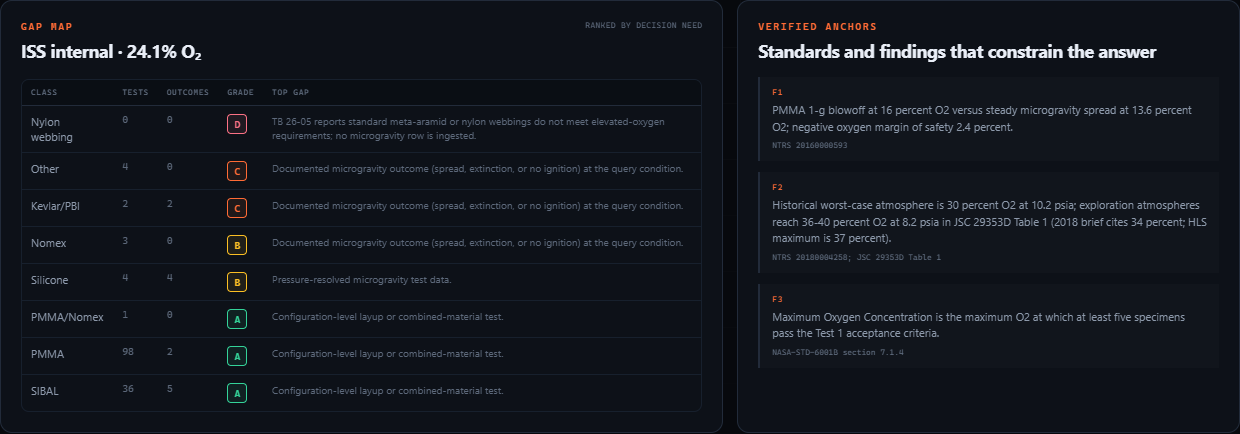 GAP MAP
RANKED BY DECISION NEED
ISS internal · 24.1% O₂
CLASS TESTS OUTCOMES GRADE TOP GAP
Nylon webbing 0 0 D TB 26-05 reports standard meta-aramid or nylon webbings do not meet elevated-oxygen
requirements; no microgravity row is ingested.
Other 4 0 C Documented microgravity outcome (spread, extinction, or no ignition) at the query condition.
Kevlar/PBI 2 2 C Documented microgravity outcome (spread, extinction, or no ignition) at the query condition.
Nomex 3 0 B Documented microgravity outcome (spread, extinction, or no ignition) at the query condition.
Silicone 4 4 B Pressure-resolved microgravity test data.
PMMA/Nomex 1 0 A Configuration-level layup or combined-material test.
PMMA 98 2 A Configuration-level layup or combined-material test.
SIBAL 36 5 A Configuration-level layup or combined-material test.
VERIFIED ANCHORS
Standards and findings that constrain the answer
F1
PMMA 1-g blowoff at 16 percent O2 versus steady microgravity spread at 13.6 percent
O2; negative oxygen margin of safety 2.4 percent.
NTRS 20160000593
F2
Historical worst-case atmosphere is 30 percent O2 at 10.2 psia; exploration atmospheres
reach 36-40 percent O2 at 8.2 psia in JSC 29353D Table 1 (2018 brief cites 34 percent; HLS
maximum is 37 percent).
NTRS 20180004258; JSC 29353D Table 1
F3
Maximum Oxygen Concentration is the maximum O2 at which at least five specimens
pass the Test 1 acceptance criteria.
NASA-STD-6001B section 7.1.4